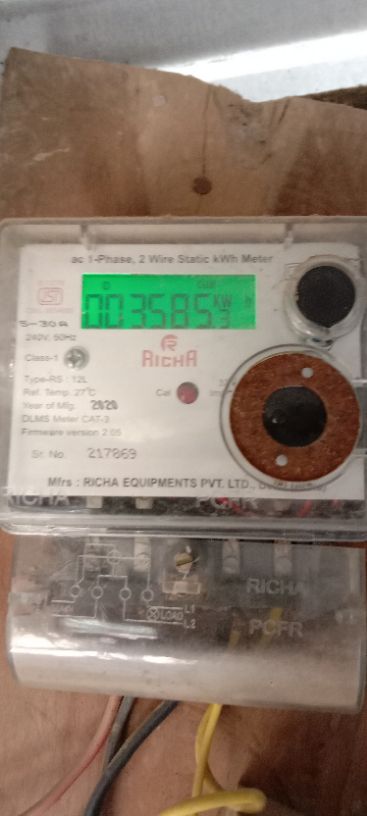 ac 1-Phase, 2 Wire Static kWh Meter
Cur
003585.3 KW h
5-30A
240V, 50Hz
Class-1
RICHA
Type-RS : 12L
Ref. Temp. 27°C
Cal
Year of Mfg. 2020
DLMS Meter CAT-3
Firmware version 2.05
Sr. No. 217869
Mfrs : RICHA EQUIPMENTS PVT. LTD.,
RICHA PCFR
RICHA
LOAD L1
L2
PCFR